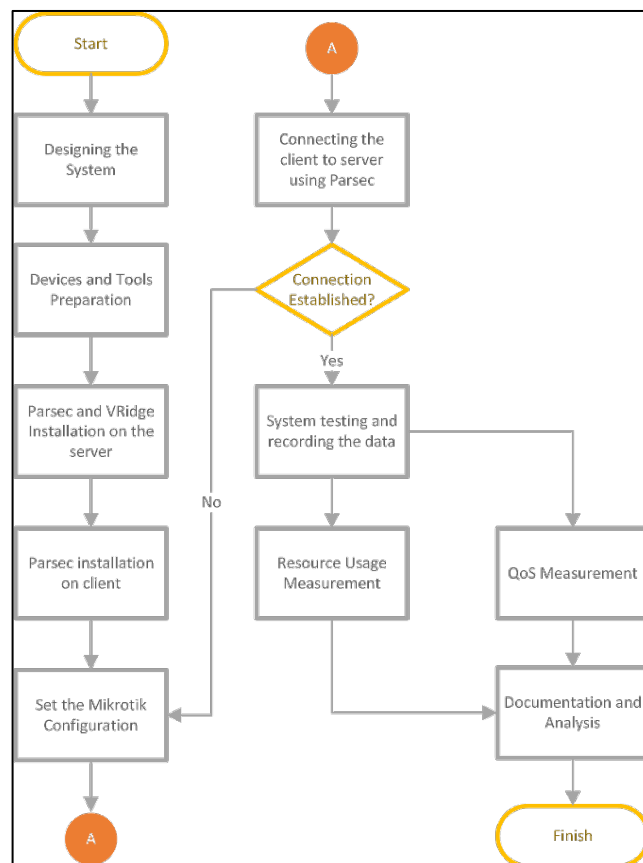 Start
Designing the
System
Devices and Tools
Preparation
Parsec and VRidge
Installation on the
server
Parsec installation
on client
Set the Mikrotik
Configuration
A
A
Connecting the
client to server
using Parsec
Connection
Established?
Yes
No
System testing and
recording the data
Resource Usage
Measurement
QoS Measurement
Documentation and
Analysis
Finish